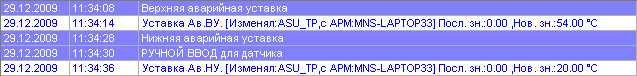 29.12.2009 11:34:08 Верхняя аварийная уставка
29.12.2009 11:34:14 Уставка Ав.ВУ. [Изменял:ASU_TP,с АРМ:MNS-LAPTOP33] Посл. зн.:0.00 ,Нов. зн.:54.00 °С
29.12.2009 11:34:28 Нижняя аварийная уставка
29.12.2009 11:34:30 РУЧНОЙ ВВОД для датчика
29.12.2009 11:34:36 Уставка Ав.НУ. [Изменял:ASU_TP,с АРМ:MNS-LAPTOP33] Посл. зн.:0.00 ,Нов. зн.:20.00 °С